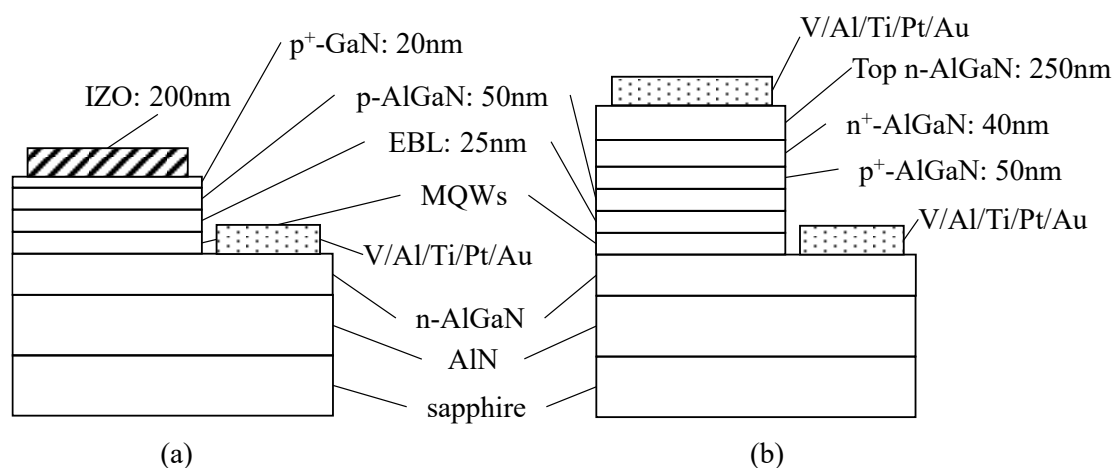 V/Al/Ti/Pt/Au
p⁺-GaN: 20nm
Top n-AlGaN: 250nm
IZO: 200nm
p-AlGaN: 50nm
n⁺-AlGaN: 40nm
EBL: 25nm
p⁺-AlGaN: 50nm
MQWs
V/Al/Ti/Pt/Au
V/Al/Ti/Pt/Au
n-AlGaN
AlN
sapphire
(a)
(b)